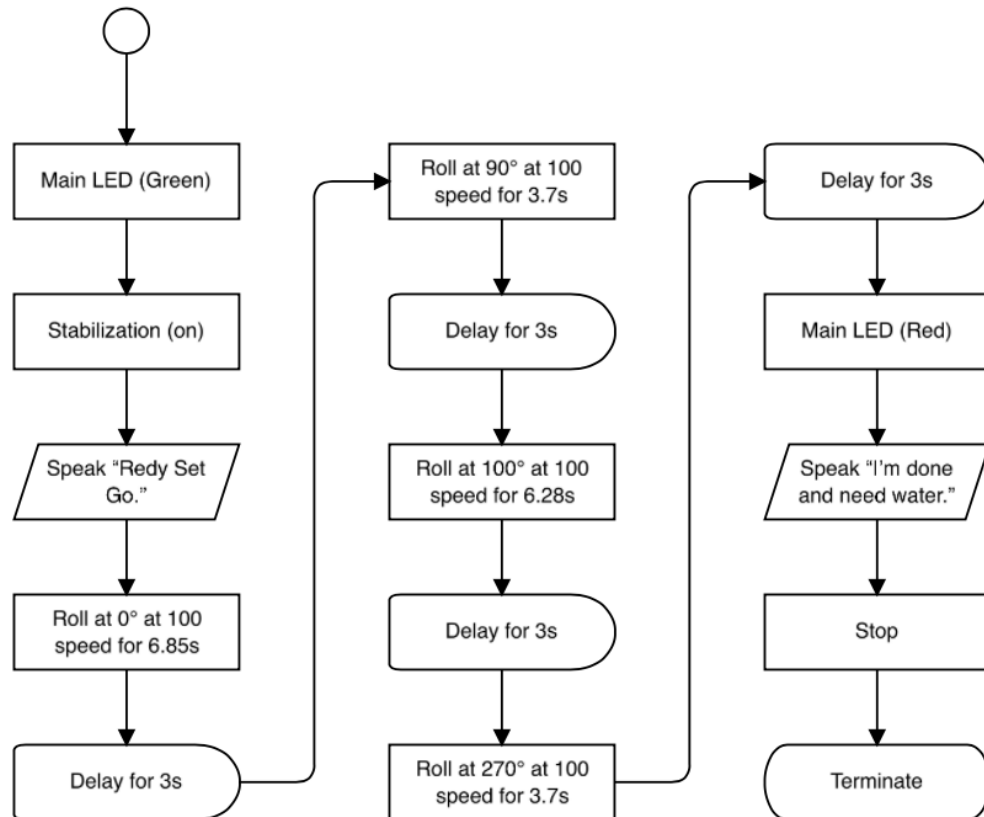 Main LED (Green)
Stabilization (on)
Speak “Redy Set
Go.”
Roll at 0° at 100
speed for 6.85s
Delay for 3s
Roll at 90° at 100
speed for 3.7s
Delay for 3s
Roll at 100° at 100
speed for 6.28s
Delay for 3s
Roll at 270° at 100
speed for 3.7s
Delay for 3s
Main LED (Red)
Speak “I’m done
and need water.”
Stop
Terminate